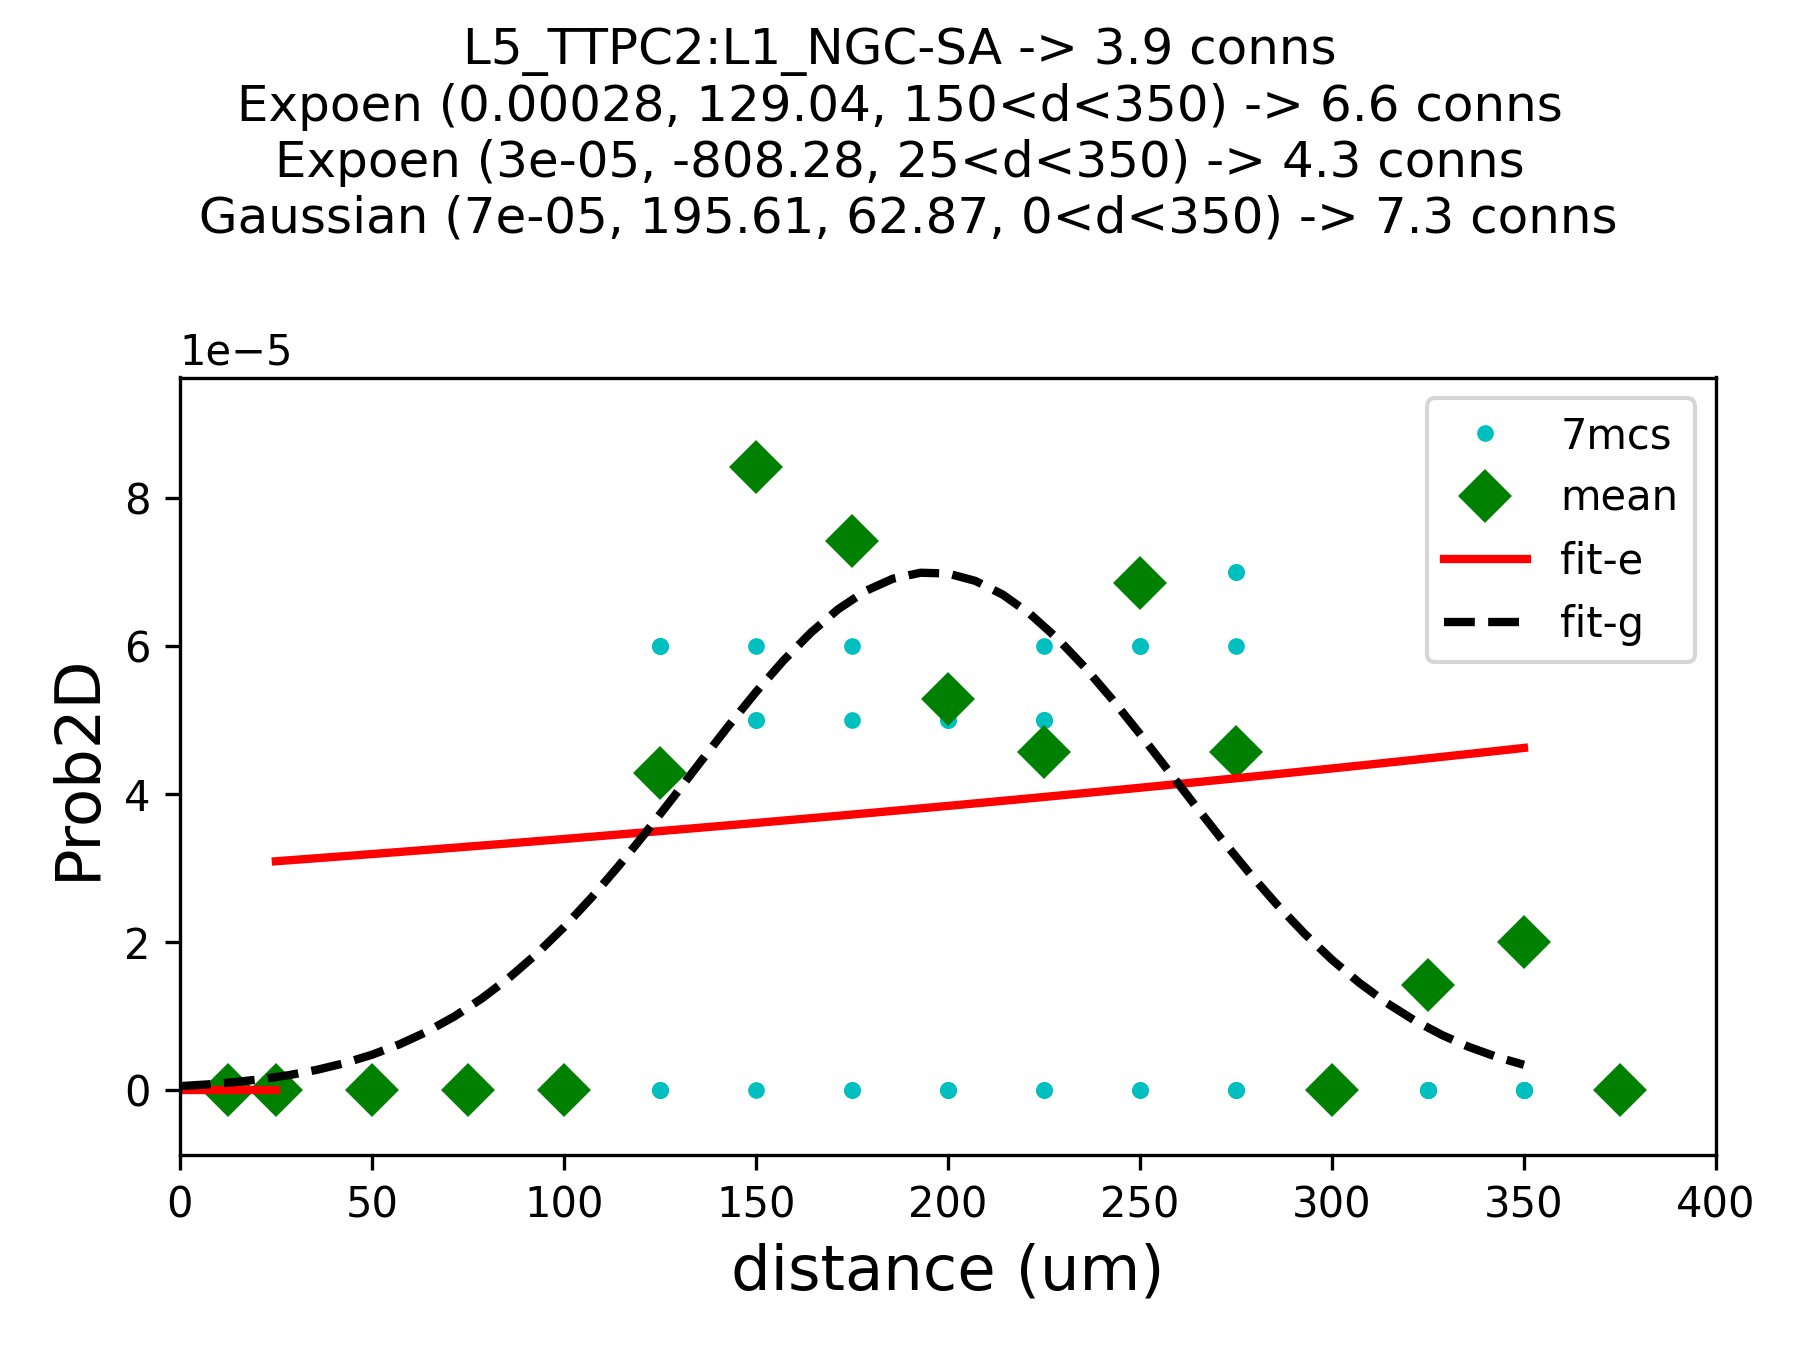 L5_TTPC2:L1_NGC-SA -> 3.9 conns
Expoen (0.00028, 129.04, 150<d<350) -> 6.6 conns
Expoen (3e-05, -808.28, 25<d<350) -> 4.3 conns
Gaussian (7e-05, 195.61, 62.87, 0<d<350) -> 7.3 conns
1e−5
7mcs
mean
fit-e
fit-g
8
6
4
2
0
Prob2D
0 50 100 150 200 250 300 350 400
distance (um)